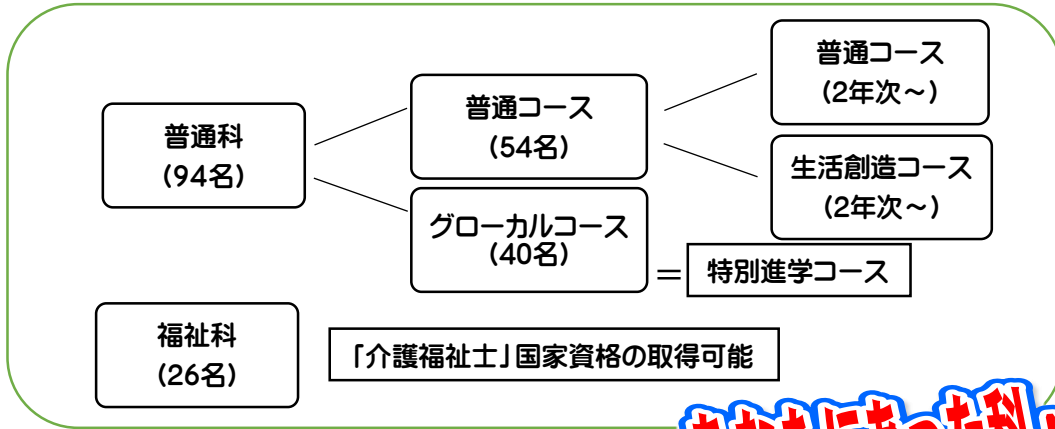 普通科
(94名)
普通コース
(54名)
グローカルコース
(40名)
普通コース
(2年次~)
生活創造コース
(2年次~)
=
特別進学コース
福祉科
(26名)
「介護福祉士」国家資格の取得可能